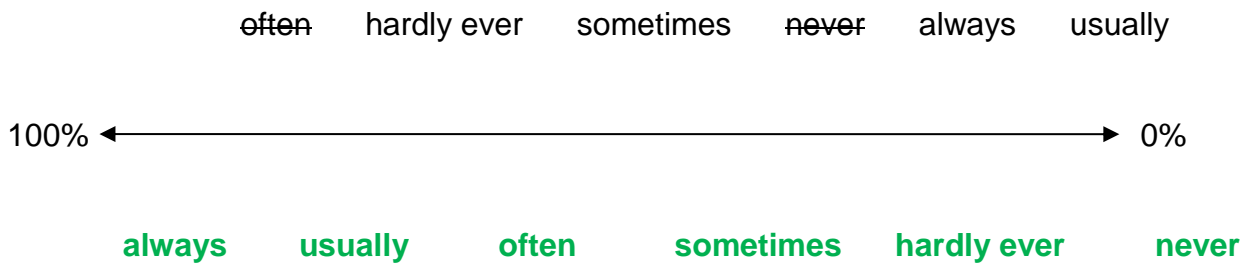 often hardly ever sometimes never always usually
100% 0%
always usually often sometimes hardly ever never